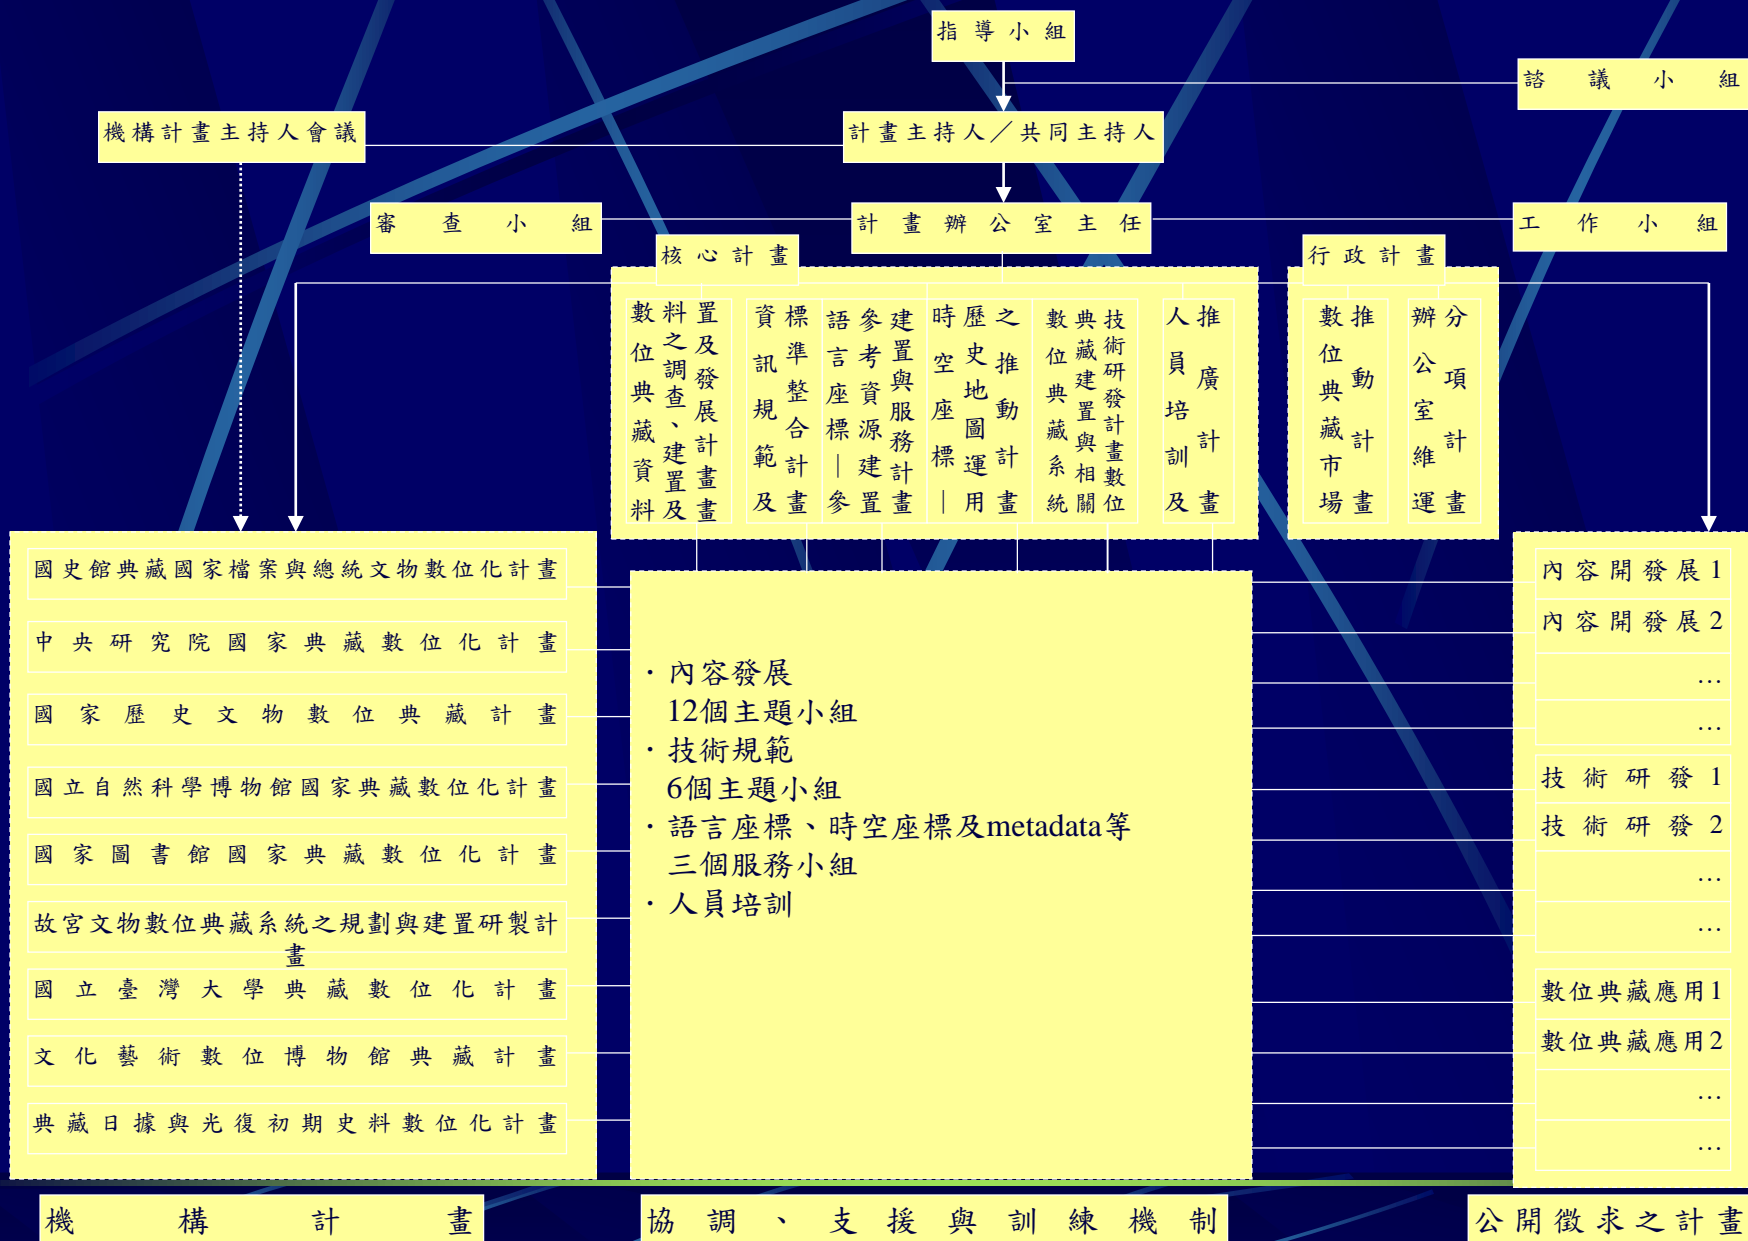 指導小組
諮議小組
機構計畫主持人會議
計畫主持人／共同主持人
審查小組
計畫辦公室主任
工作小組
核心計畫
行政計畫
數位典藏資料
料之調查、建置及
置及發展計畫畫
資訊規範及
標準整合計畫
語言座標｜參
參考資源建置
建置與服務計畫
時空座標｜
歷史地圖運用
之推動計畫
數位典藏系統
典藏建置與相關
技術研發計畫數位
人員培訓及
推廣計畫
數位典藏市場
推動計畫
辦公室維運
分項計畫
國史館典藏國家檔案與總統文物數位化計畫
中央研究院國家典藏數位化計畫
國家歷史文物數位典藏計畫
國立自然科學博物館國家典藏數位化計畫
國家圖書館國家典藏數位化計畫
故宮文物數位典藏系統之規劃與建置研製計
畫
國立臺灣大學典藏數位化計畫
文化藝術數位博物館典藏計畫
典藏日據與光復初期史料數位化計畫
・內容發展
12個主題小組
・技術規範
6個主題小組
・語言座標、時空座標及metadata等
三個服務小組
・人員培訓
內容開發展1
內容開發展2
…
…
技術研發1
技術研發2
…
…
數位典藏應用1
數位典藏應用2
…
…
機構計畫
協調、支援與訓練機制
公開徵求之計畫